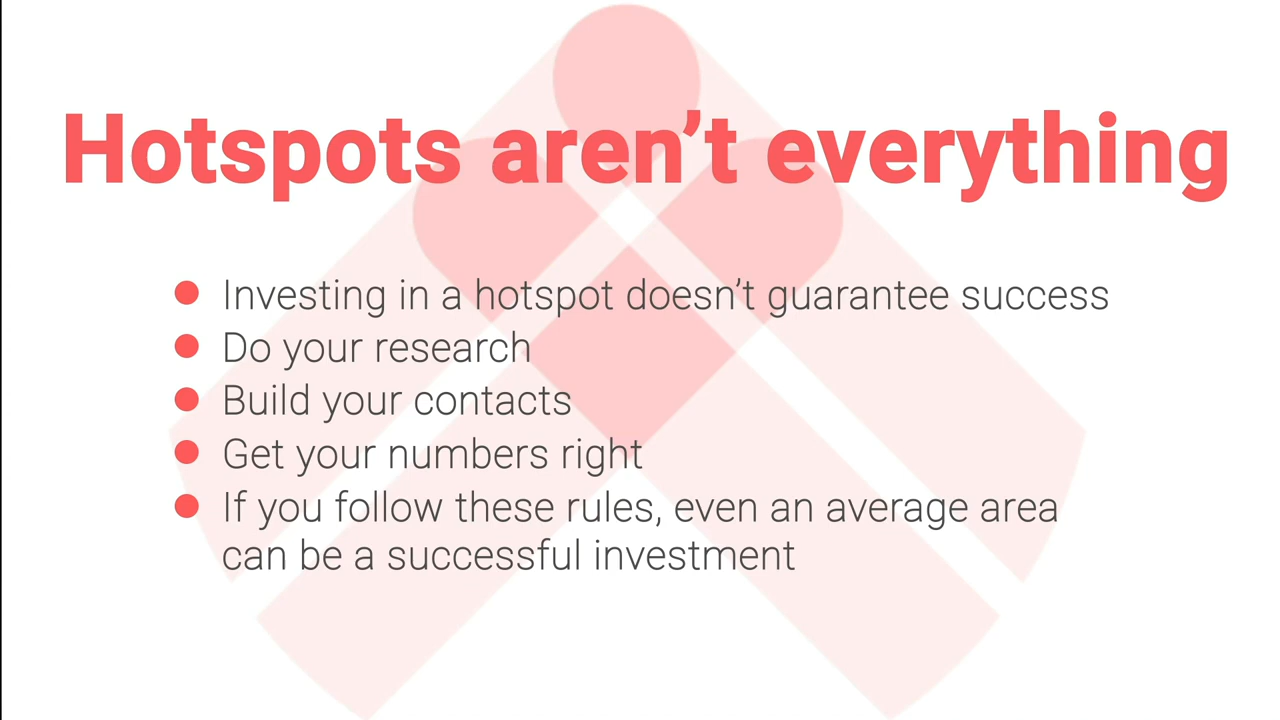 Hotspots aren’t everything
Investing in a hotspot doesn’t guarantee success
Do your research
Build your contacts
Get your numbers right
If you follow these rules, even an average area
can be a successful investment